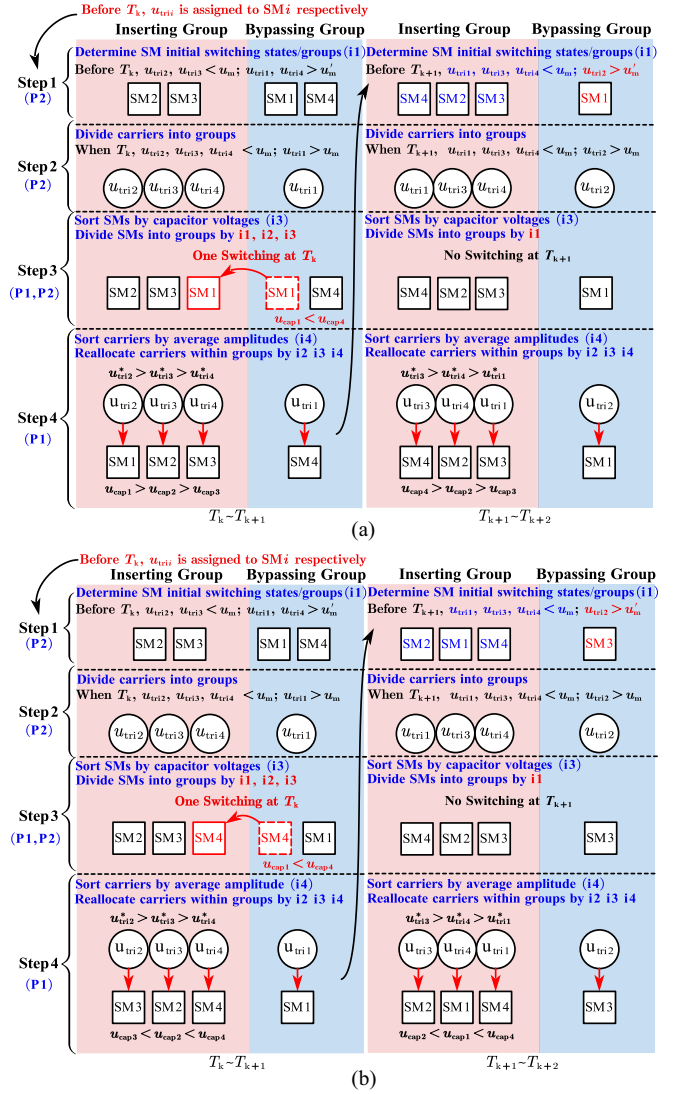 Before Tk, utrii is assigned to SMi respectively
Inserting Group Bypassing Group Inserting Group Bypassing Group
Step 1
(P2)
Determine SM initial switching states/groups(i1)
Before Tk, utri2, utri3<um; utri1, utri4>u'm
SM2 SM3 SM1 SM4
Determine SM initial switching states/groups (i1)
Before Tk+1, utri1, utri3, utri4<um; utri2>u'm
SM4 SM2 SM3 SM1
Step 2
(P2)
Divide carriers into groups
When Tk, utri2, utri3, utri4 <um; utri1>um
utri2 utri3 utri4 utri1
Divide carriers into groups
When Tk+1, utri1, utri3, utri4<um; utri2>um
utri1 utri3 utri4 utri2
Step 3
(P1,P2)
Sort SMs by capacitor voltages (i3)
Divide SMs into groups by i1, i2, i3
One Switching at Tk
SM2 SM3 SM1 SM1 SM4
ucap1<ucap4
Sort SMs by capacitor voltages (i3)
Divide SMs into groups by i1
No Switching at Tk+1
SM4 SM2 SM3 SM1
Step 4
(P1)
Sort carriers by average amplitudes (i4)
Reallocate carriers within groups by i2 i3 i4
u*tri2>u*tri3>u*tri4
utri2 utri3 utri4 utri1
SM1 SM2 SM3 SM4
ucap1>ucap2>ucap3
Sort carriers by average amplitudes (i4)
Reallocate carriers within groups by i2 i3 i4
u*tri3>u*tri4>u*tri1
utri3 utri4 utri1 utri2
SM4 SM2 SM3 SM1
ucap4>ucap2>ucap3
Tk~Tk+1 Tk+1~Tk+2
(a)
Before Tk, utrii is assigned to SMi respectively
Inserting Group Bypassing Group Inserting Group Bypassing Group
Step 1
(P2)
Determine SM initial switching states/groups(i1)
Before Tk, utri2, utri3<um; utri1, utri4>u'm
SM2 SM3 SM1 SM4
Determine SM initial switching states/groups (i1)
Before Tk+1, utri1, utri3, utri4<um; utri2>u'm
SM2 SM1 SM4 SM3
Step 2
(P2)
Divide carriers into groups
When Tk, utri2, utri3, utri4 <um; utri1>um
utri2 utri3 utri4 utri1
Divide carriers into groups
When Tk+1, utri1, utri3, utri4<um; utri2>um
utri1 utri3 utri4 utri2
Step 3
(P1,P2)
Sort SMs by capacitor voltages (i3)
Divide SMs into groups by i1, i2, i3
One Switching at Tk
SM2 SM3 SM4 SM4 SM1
ucap1<ucap4
Sort SMs by capacitor voltages (i3)
Divide SMs into groups by i1
No Switching at Tk+1
SM4 SM2 SM3 SM3
Step 4
(P1)
Sort carriers by average amplitude (i4)
Reallocate carriers within groups by i2 i3 i4
u*tri2>u*tri3>u*tri4
utri2 utri3 utri4 utri1
SM3 SM2 SM4 SM1
ucap3<ucap2<ucap4
Sort carriers by average amplitude (i4)
Reallocate carriers within groups by i2 i3 i4
u*tri3>u*tri4>u*tri1
utri3 utri4 utri1 utri2
SM2 SM1 SM4 SM3
ucap2<ucap1<ucap4
Tk~Tk+1 Tk+1~Tk+2
(b)